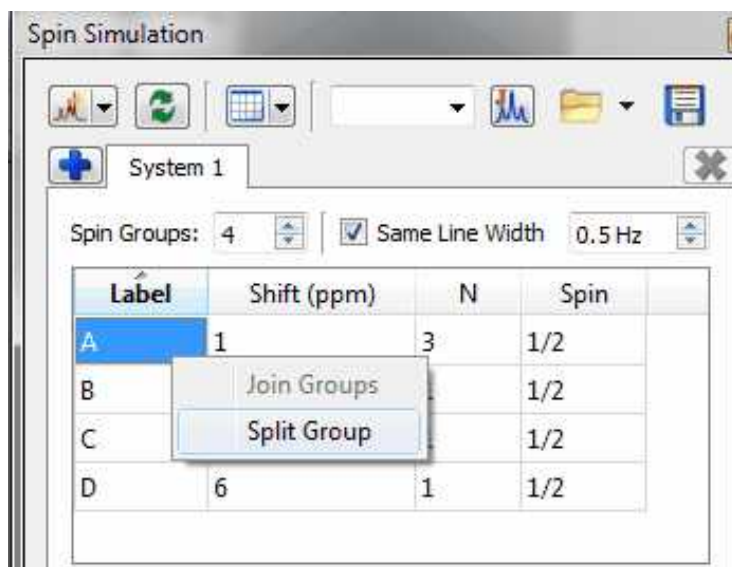 Spin Simulation
System 1
Spin Groups: 4 Same Line Width 0.5 Hz
Label Shift (ppm) N Spin
A 1 3 1/2
B 1/2
C 1/2
D 6 1 1/2
Join Groups
Split Group